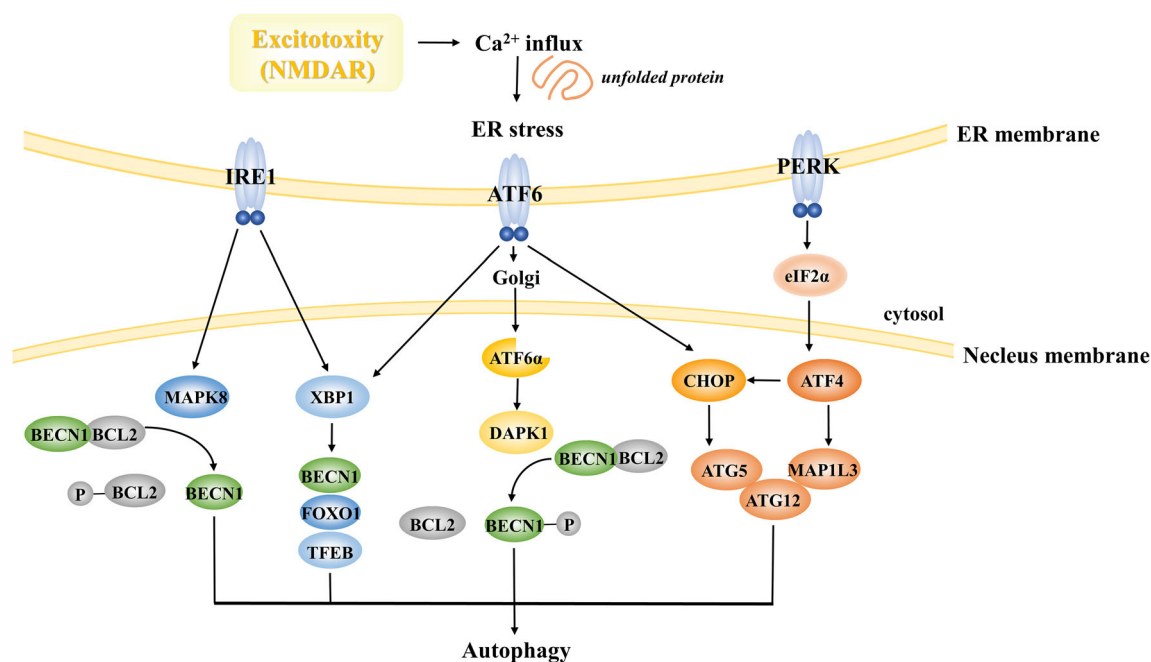 Excitotoxicity
(NMDAR)
Ca²⁺ influx
unfolded protein
ER stress
ER membrane
IRE1
ATF6
PERK
Golgi
eIF2α
cytosol
Necleus membrane
ATF6α
MAPK8
XBP1
CHOP
ATF4
DAPK1
BECN1 BCL2
BECN1 BCL2
BECN1
ATG5
MAP1L3
P BCL2
BECN1
ATG12
FOXO1
BCL2
BECN1 P
TFEB
Autophagy